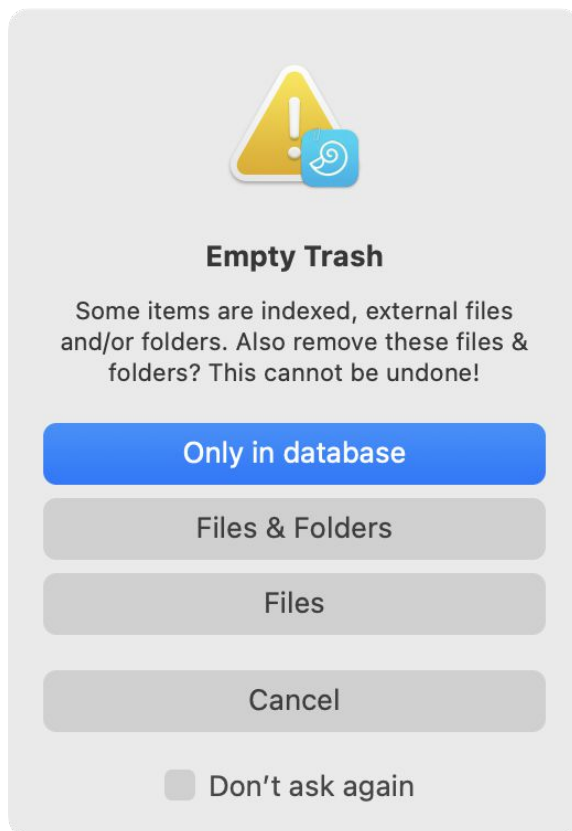 Empty Trash
Some items are indexed, external files
and/or folders. Also remove these files &
folders? This cannot be undone!
Only in database
Files & Folders
Files
Cancel
Don’t ask again